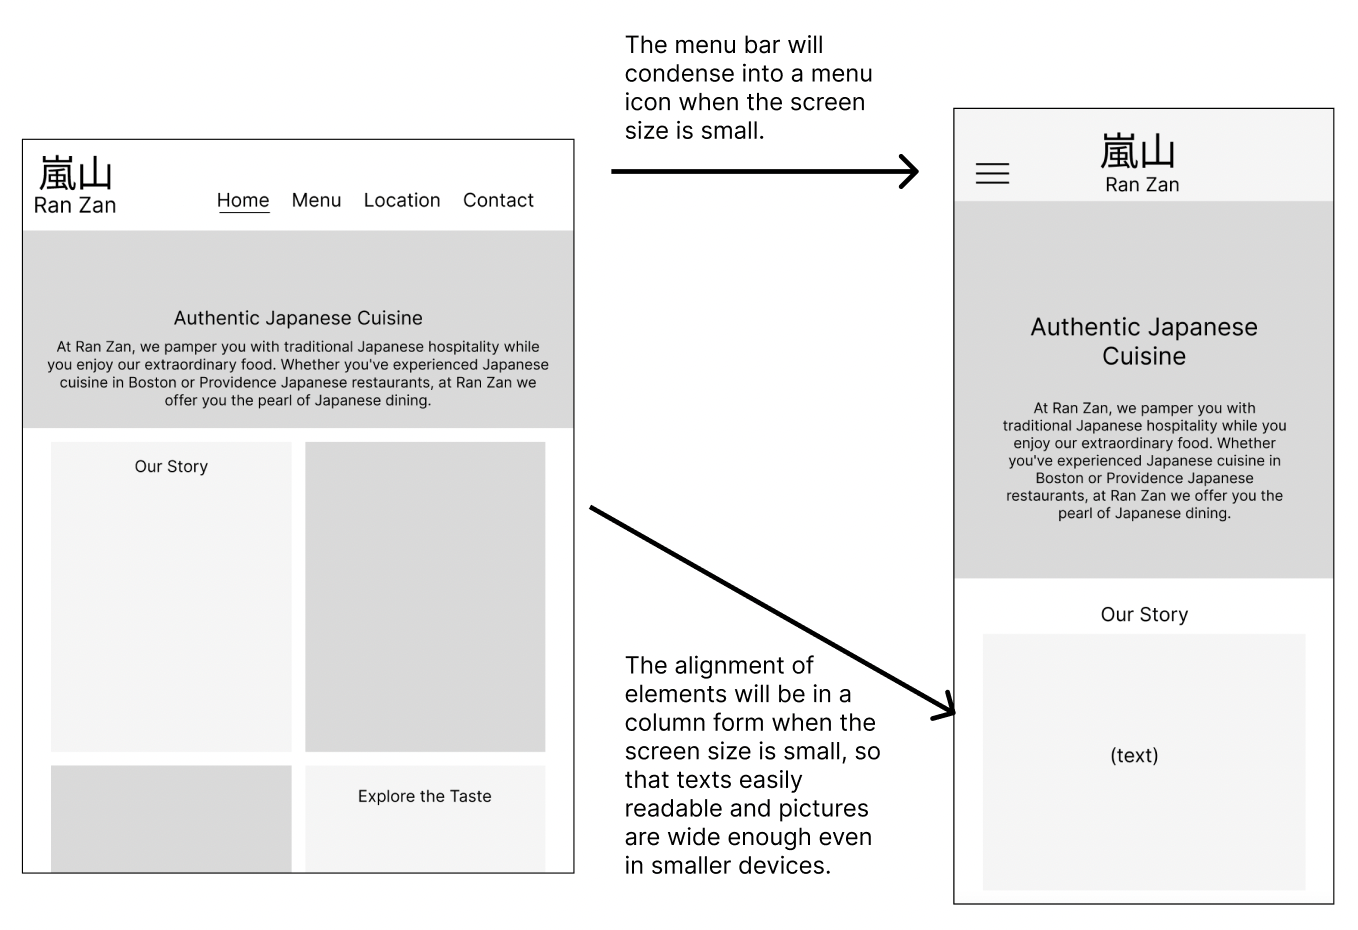 The menu bar will
condense into a menu
icon when the screen
size is small.
嵐山
Ran Zan
Home Menu Location Contact
Authentic Japanese Cuisine
At Ran Zan, we pamper you with traditional Japanese hospitality while
you enjoy our extraordinary food. Whether you've experienced Japanese
cuisine in Boston or Providence Japanese restaurants, at Ran Zan we
offer you the pearl of Japanese dining.
Our Story
Explore the Taste
The alignment of
elements will be in a
column form when the
screen size is small, so
that texts easily
readable and pictures
are wide enough even
in smaller devices.
嵐山
Ran Zan
Authentic Japanese
Cuisine
At Ran Zan, we pamper you with
traditional Japanese hospitality while you
enjoy our extraordinary food. Whether
you've experienced Japanese cuisine in
Boston or Providence Japanese
restaurants, at Ran Zan we offer you the
pearl of Japanese dining.
Our Story
(text)